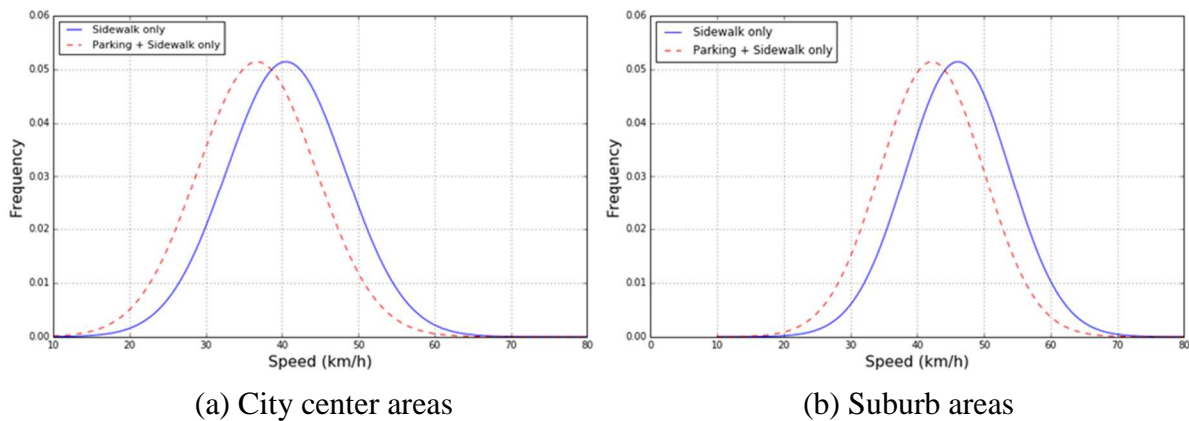 0.06
0.05
0.04
0.03
0.02
0.01
0.00
Frequency
Sidewalk only
Parking + Sidewalk only
10 20 30 40 50 60 70 80
Speed (km/h)
(a) City center areas
0.06
0.05
0.04
0.03
0.02
0.01
0.00
Frequency
Sidewalk only
Parking + Sidewalk only
0 10 20 30 40 50 60 70 80
Speed (km/h)
(b) Suburb areas